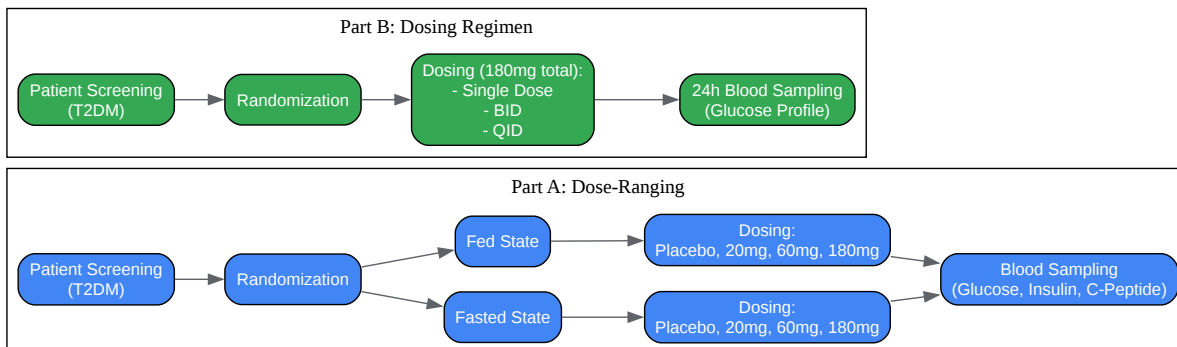 Part B: Dosing Regimen
Patient Screening
(T2DM)
Randomization
Dosing (180mg total):
- Single Dose
- BID
- QID
24h Blood Sampling
(Glucose Profile)
Part A: Dose-Ranging
Patient Screening
(T2DM)
Randomization
Fed State
Dosing:
Placebo, 20mg, 60mg, 180mg
Fasted State
Dosing:
Placebo, 20mg, 60mg, 180mg
Blood Sampling
(Glucose, Insulin, C-Peptide)